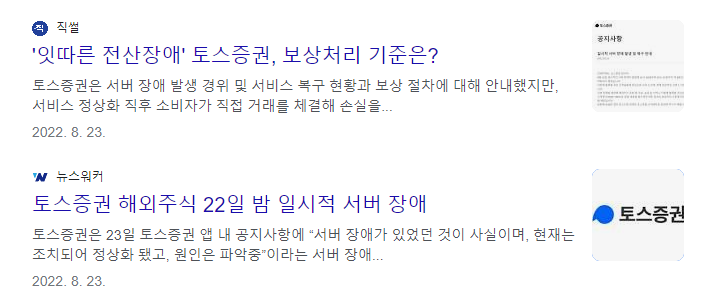 직썰
'잇따른 전산장애' 토스증권, 보상처리 기준은?
토스증권은 서버 장애 발생 경위 및 서비스 복구 현황과 보상 절차에 대해 안내했지만,
서비스 정상화 직후 소비자가 직접 거래를 체결해 손실을...
2022. 8. 23.
공지사항
뉴스워커
토스증권 해외주식 22일 밤 일시적 서버 장애
토스증권은 23일 토스증권 앱 내 공지사항에 “서버 장애가 있었던 것이 사실이며, 현재는
조치되어 정상화 됐고, 원인은 파악중”이라는 서버 장애...
2022. 8. 23.
토스증권